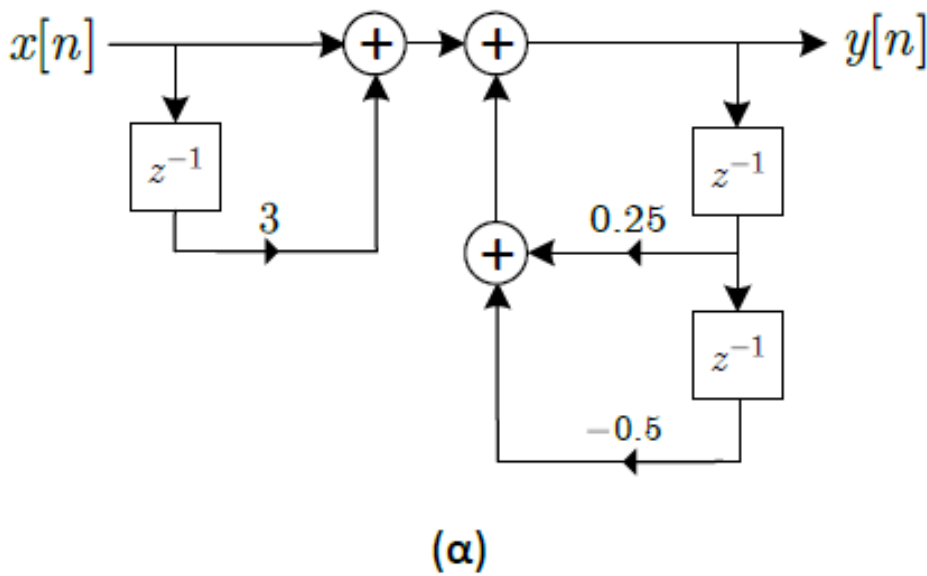 x[n] + + y[n]
z⁻¹ z⁻¹
3 0.25
+
z⁻¹
−0.5
(α)